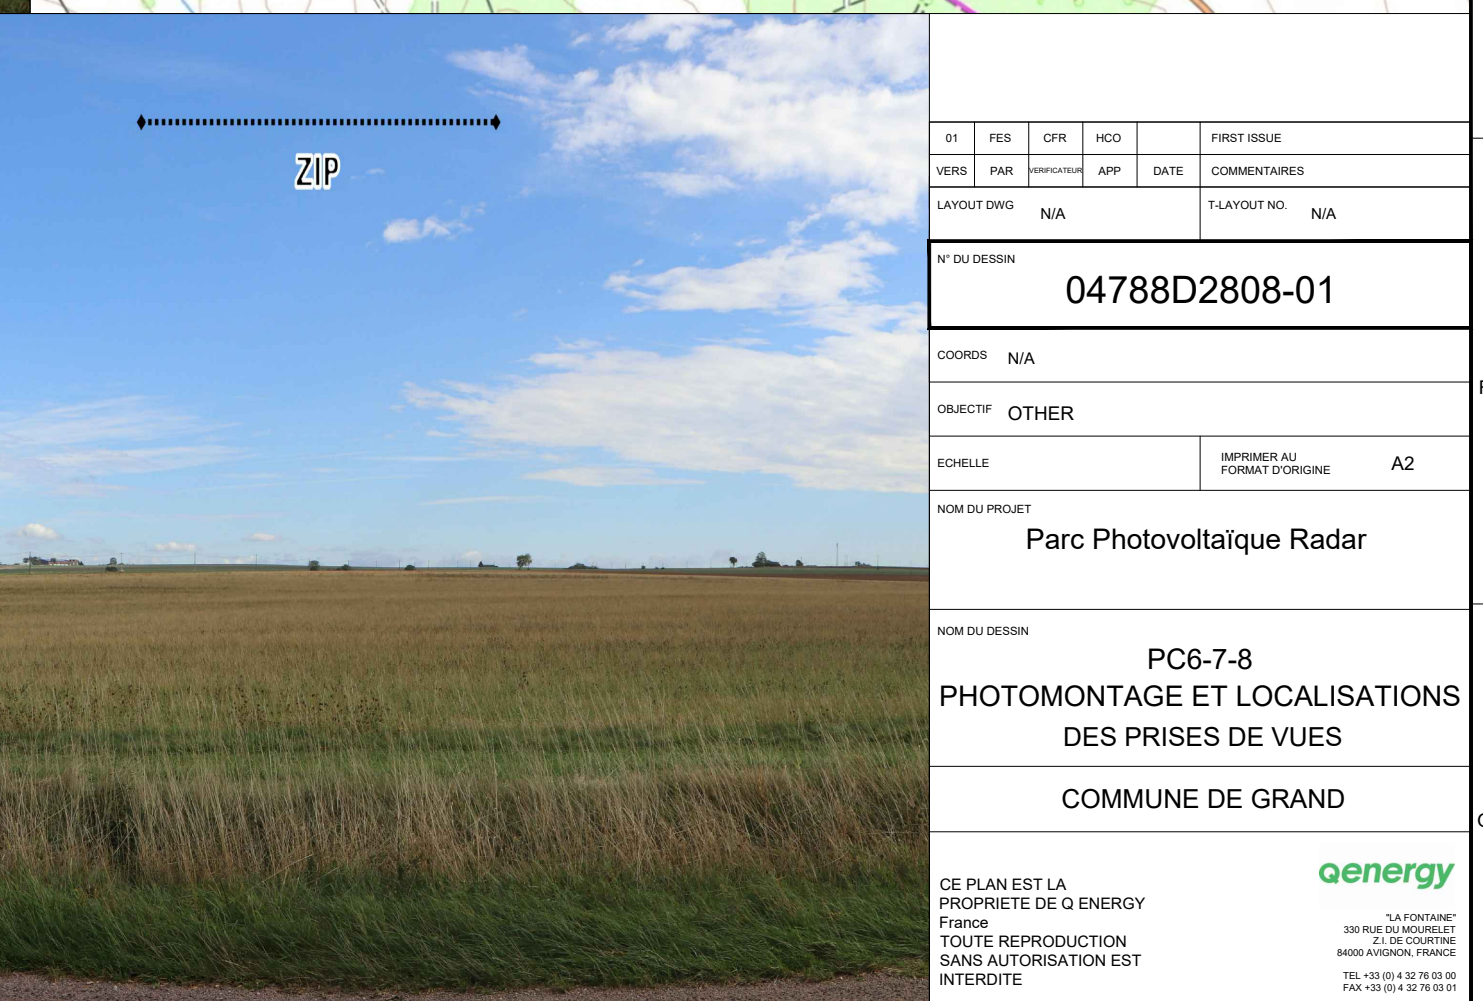 ZIP
01 FES CFR HCO FIRST ISSUE
VERS PAR VERIFICATEUR APP DATE COMMENTAIRES
LAYOUT DWG N/A T-LAYOUT NO. N/A
N° DU DESSIN
04788D2808-01
COORDS N/A
OBJECTIF OTHER
ECHELLE IMPRIMER AU
FORMAT D'ORIGINE A2
NOM DU PROJET
Parc Photovoltaïque Radar
NOM DU DESSIN
PC6-7-8
PHOTOMONTAGE ET LOCALISATIONS
DES PRISES DE VUES
COMMUNE DE GRAND
CE PLAN EST LA
PROPRIETE DE Q ENERGY
France
TOUTE REPRODUCTION
SANS AUTORISATION EST
INTERDITE
Qenergy
"LA FONTAINE"
330 RUE DU MOURELET
Z.I. DE COURTINE
84000 AVIGNON, FRANCE
TEL +33 (0) 4 32 76 03 00
FAX +33 (0) 4 32 76 03 01